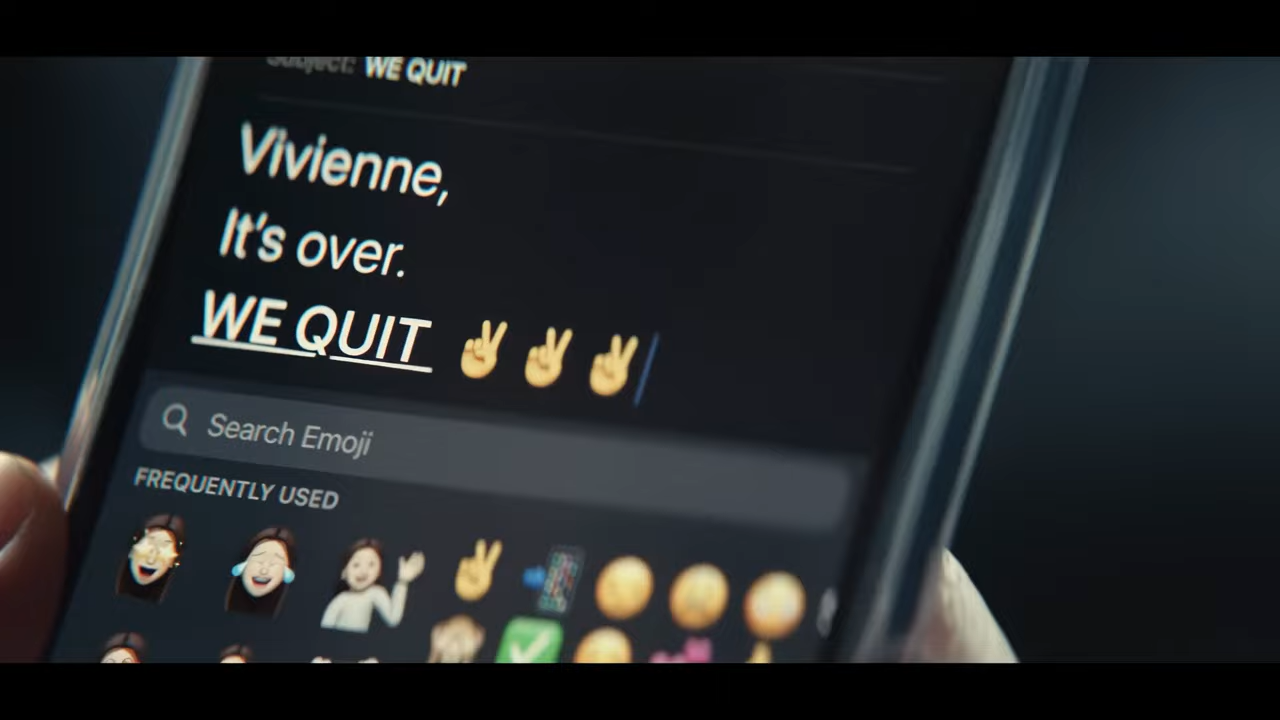 Subject: WE QUIT
Vivienne,
It's over.
WE QUIT ✌️ ✌️ ✌️
Search Emoji
FREQUENTLY USED